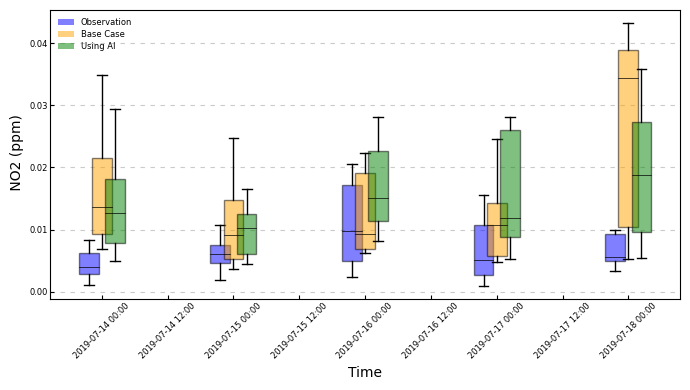 Observation
Base Case
Using AI
0.04
0.03
0.02
0.01
0.00
NO2 (ppm)
2019-07-14 00:00
2019-07-14 12:00
2019-07-15 00:00
2019-07-15 12:00
2019-07-16 00:00
2019-07-16 12:00
2019-07-17 00:00
2019-07-17 12:00
2019-07-18 00:00
Time